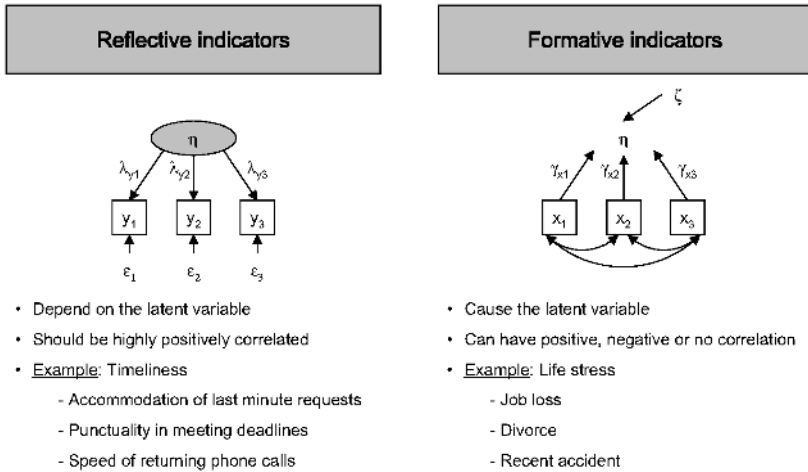 Reflective indicators
η
λy1 λy2 λy3
y1 y2 y3
ε1 ε2 ε3
• Depend on the latent variable
• Should be highly positively correlated
• Example: Timeliness
- Accommodation of last minute requests
- Punctuality in meeting deadlines
- Speed of returning phone calls
Formative indicators
ζ
η
γx1 γx2 γx3
x1 x2 x3
• Cause the latent variable
• Can have positive, negative or no correlation
• Example: Life stress
- Job loss
- Divorce
- Recent accident